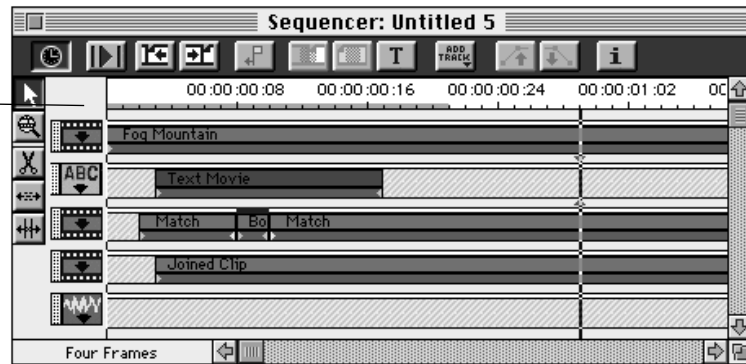 Sequencer: Untitled 5
T ADD TRACK i
00:00:00:08 00:00:00:16 00:00:00:24 00:00:01:02 00
Fog Mountain
ABC Text Movie
Match Bo Match
Joined Clip
Four Frames